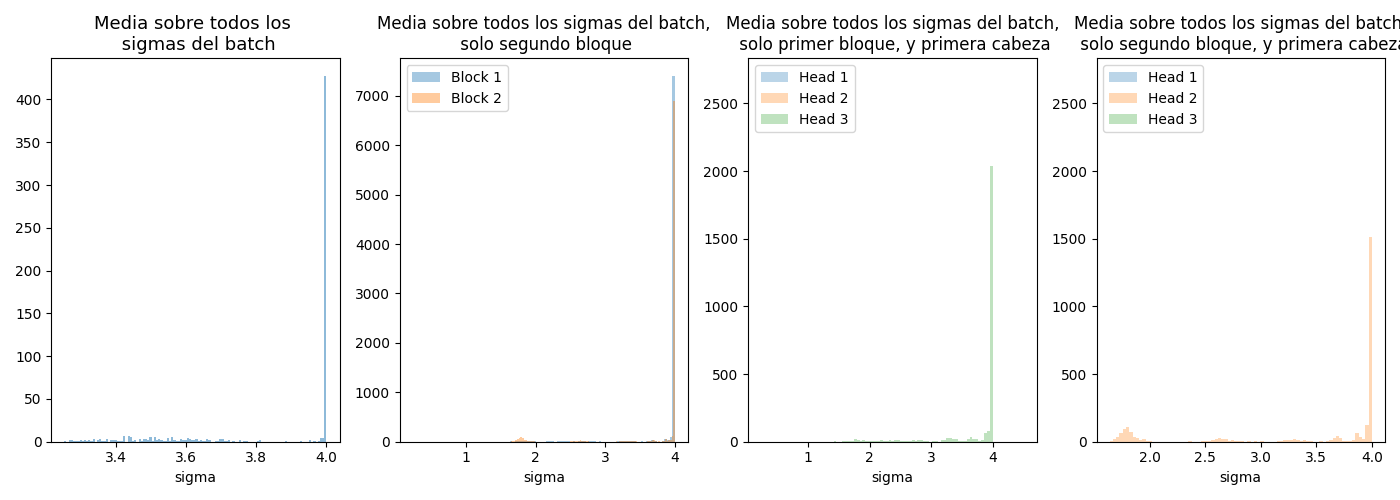 Media sobre todos los
sigmas del batch
400
350
300
250
200
150
100
50
0
3.4
3.6
3.8
4.0
sigma
Media sobre todos los sigmas del batch,
solo segundo bloque
Block 1
Block 2
7000
6000
5000
4000
3000
2000
1000
0
1
2
3
4
sigma
Media sobre todos los sigmas del batch,
solo primer bloque, y primera cabeza
Head 1
Head 2
Head 3
2500
2000
1500
1000
500
0
1
2
3
4
sigma
Media sobre todos los sigmas del batch
solo segundo bloque, y primera cabeza
Head 1
Head 2
Head 3
2500
2000
1500
1000
500
0
2.0
2.5
3.0
3.5
4.0
sigma